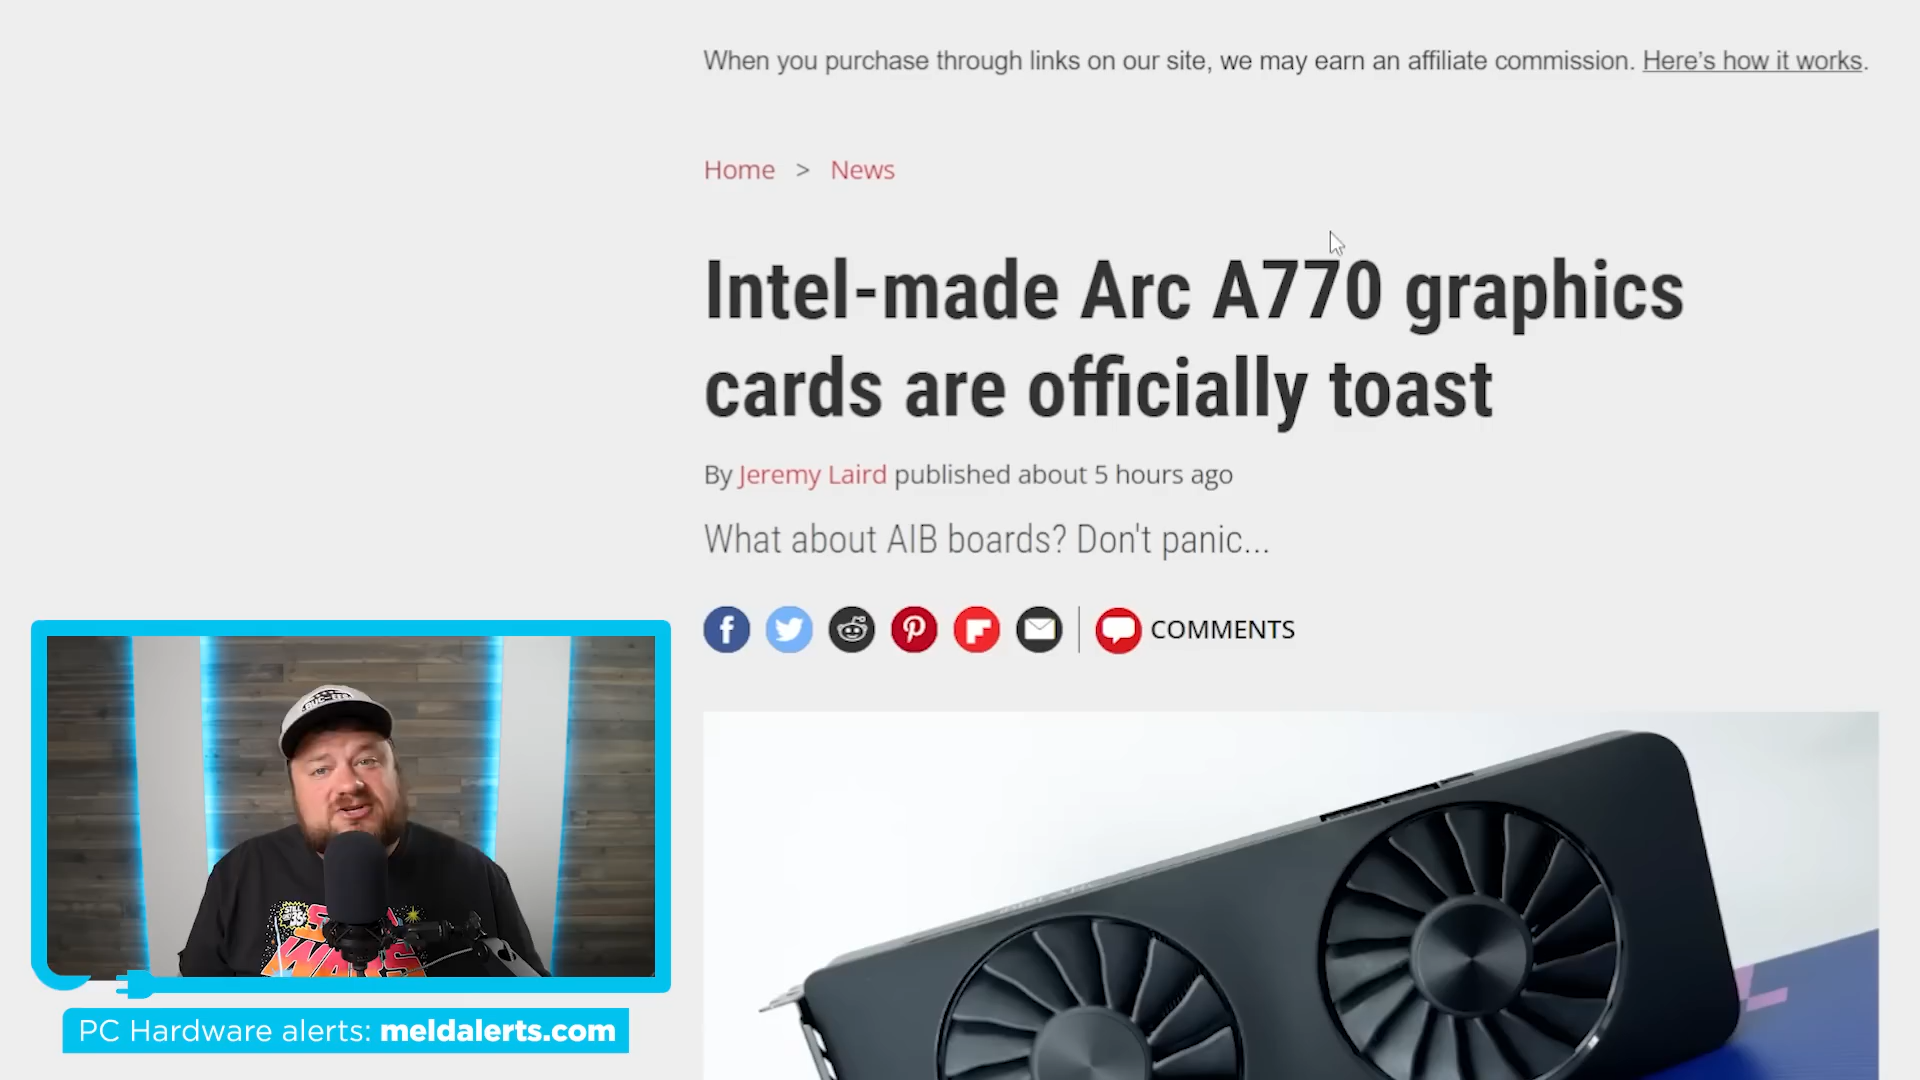 When you purchase through links on our site, we may earn an affiliate commission. Here's how it works.
Home > News
Intel-made Arc A770 graphics
cards are officially toast
By Jeremy Laird published about 5 hours ago
What about AIB boards? Don't panic...
COMMENTS
WARS
PC Hardware alerts: meldalerts.com